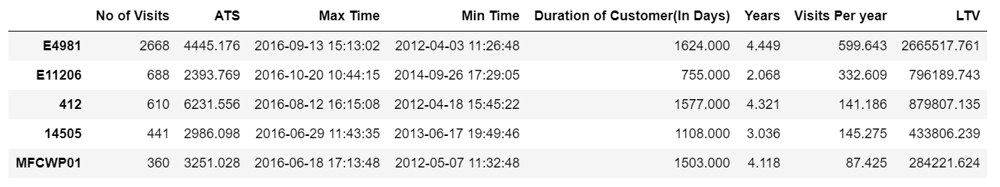 No of Visits ATS Max Time Min Time Duration of Customer(In Days) Years Visits Per year LTV
E4981 2668 4445.176 2016-09-13 15:13:02 2012-04-03 11:26:48 1624.000 4.449 599.643 2665517.761
E11206 688 2393.769 2016-10-20 10:44:15 2014-09-26 17:29:05 755.000 2.068 332.609 796189.743
412 610 6231.556 2016-08-12 16:15:08 2012-04-18 15:45:22 1577.000 4.321 141.186 879807.135
14505 441 2986.098 2016-06-29 11:43:35 2013-06-17 19:49:46 1108.000 3.036 145.275 433806.239
MFCWP01 360 3251.028 2016-06-18 17:13:48 2012-05-07 11:32:48 1503.000 4.118 87.425 284221.624